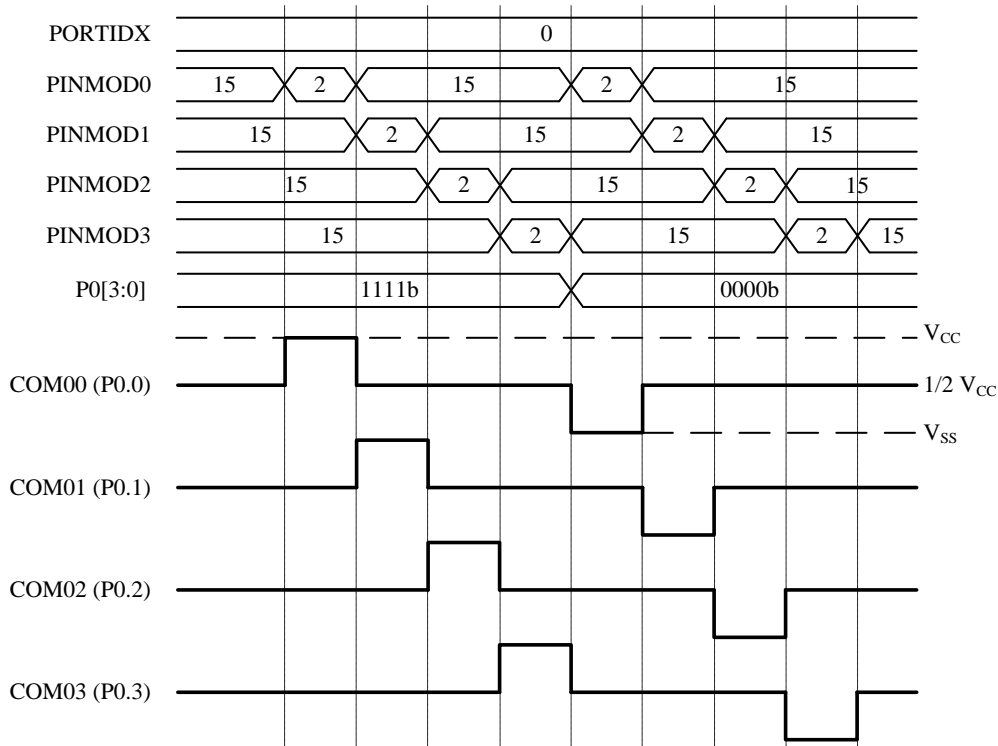 PORTIDX 0
PINMOD0 15 2 15 2 15
PINMOD1 15 2 15 2 15
PINMOD2 15 2 15 2 15
PINMOD3 15 2 15 2 15
P0[3:0] 1111b 0000b
VCC
COM00 (P0.0) 1/2 VCC
VSS
COM01 (P0.1)
COM02 (P0.2)
COM03 (P0.3)